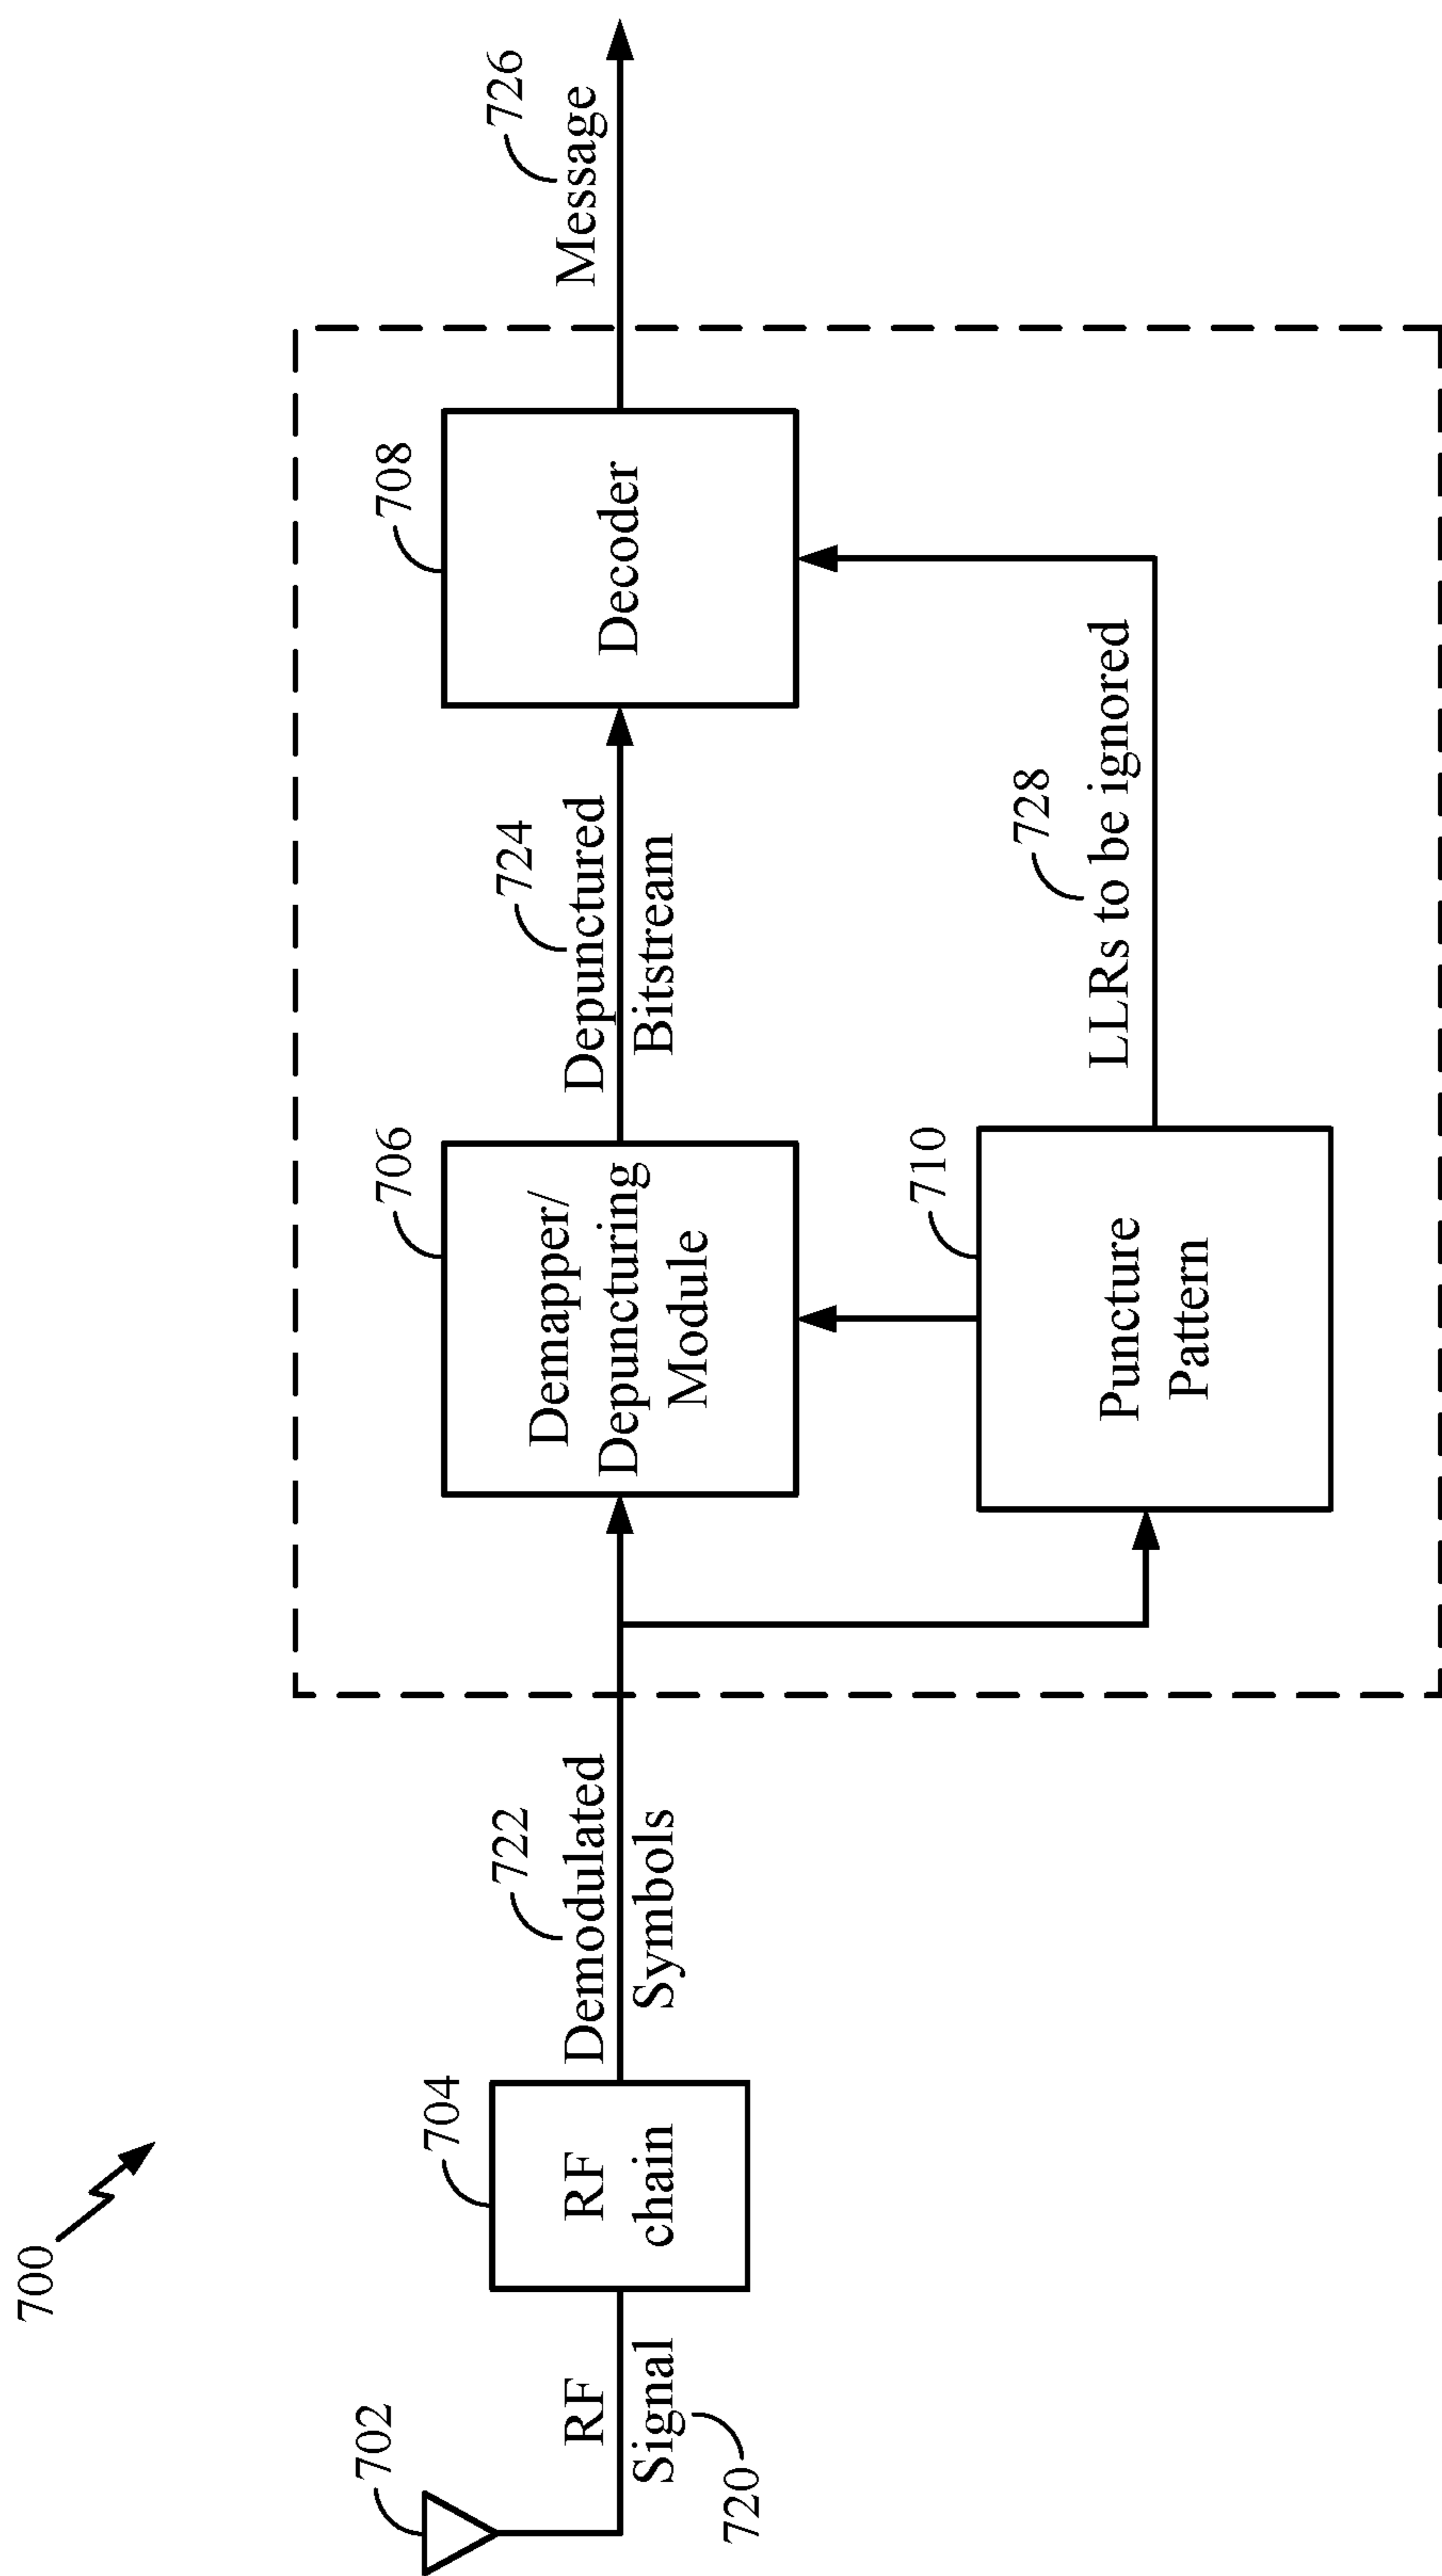 700
702
RF
Signal
720
704
RF
chain
722
Demodulated
Symbols
706
Demapper/
Depuncturing
Module
724
Depunctured
Bitstream
708
Decoder
726
Message
710
Puncture
Pattern
728
LLRs to be ignored